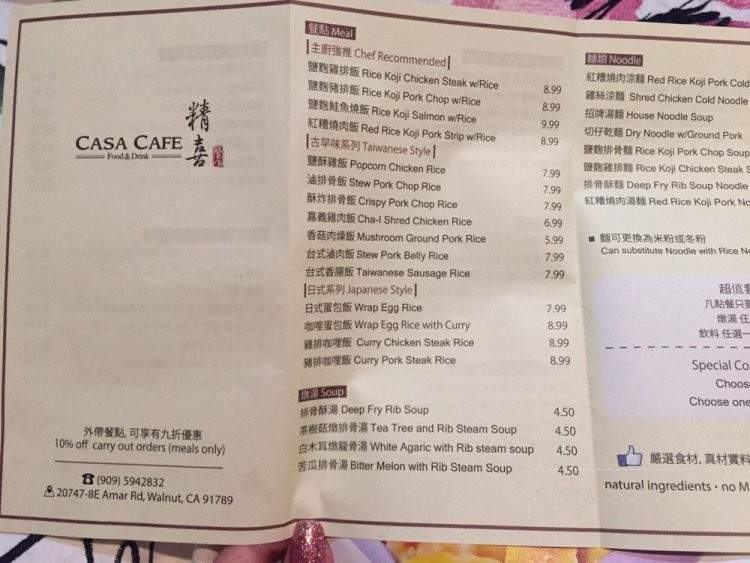 CASA CAFE
Food & Drink
精喜
外帶餐點, 可享有九折優惠
10% off carry out orders (meals only)
(909) 5942832
20747-8E Amar Rd, Walnut, CA 91789
餐點 Meal
主廚強推 Chef Recommended
鹽麴雞排飯 Rice Koji Chicken Steak w/Rice 8.99
鹽麴豬排飯 Rice Koji Pork Chop w/Rice 8.99
鹽麴鮭魚燒飯 Rice Koji Salmon w/Rice 9.99
紅糟燒肉飯 Red Rice Koji Pork Strip w/Rice 8.99
古早味系列 Taiwanese Style
鹽酥雞飯 Popcorn Chicken Rice 7.99
滷排骨飯 Stew Pork Chop Rice 7.99
酥炸排骨飯 Crispy Pork Chop Rice 7.99
嘉義雞肉飯 Cha-I Shred Chicken Rice 6.99
香菇肉燥飯 Mushroom Ground Pork Rice 5.99
台式滷肉飯 Stew Pork Belly Rice 7.99
台式香腸飯 Taiwanese Sausage Rice 7.99
日式系列 Japanese Style
日式蛋包飯 Wrap Egg Rice 7.99
咖哩蛋包飯 Wrap Egg Rice with Curry 8.99
雞排咖哩飯 Curry Chicken Steak Rice 8.99
豬排咖哩飯 Curry Pork Steak Rice 8.99
燉湯 Soup
排骨酥湯 Deep Fry Rib Soup 4.50
茶樹菇燉排骨湯 Tea Tree and Rib Steam Soup 4.50
白木耳燉龍骨湯 White Agaric with Rib steam soup 4.50
苦瓜排骨湯 Bitter Melon with Rib Steam Soup 4.50
麵類 Noodle
紅糟燒肉涼麵 Red Rice Koji Pork Cold
雞絲涼麵 Shred Chicken Cold Noodle
招牌湯麵 House Noodle Soup
切仔乾麵 Dry Noodle w/Ground Pork
鹽麴排骨麵 Rice Koji Pork Chop Soup
鹽麴雞排麵 Rice Koji Chicken Steak S
排骨酥麵 Deep Fry Rib Soup Noodle
紅糟燒肉湯麵 Red Rice Koji Pork No
■ 麵可更換為米粉或冬粉
Can substitute Noodle with Rice No
超值
凡點餐只要
燉湯 任
飲料 任選一
Special Co
Choos
Choose one
嚴選食材, 真材實料
natural ingredients • no M